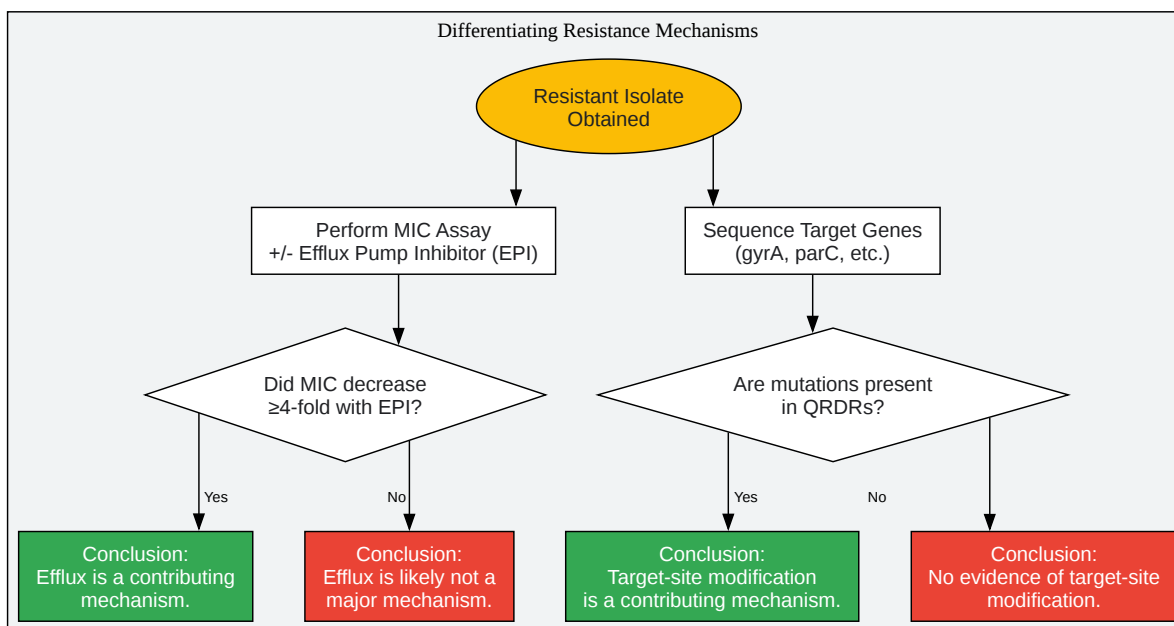 Differentiating Resistance Mechanisms
Resistant Isolate
Obtained
Perform MIC Assay
+/- Efflux Pump Inhibitor (EPI)
Sequence Target Genes
(gyrA, parC, etc.)
Did MIC decrease
≥4-fold with EPI?
Are mutations present
in QRDRs?
Yes
No
Yes
No
Conclusion:
Efflux is a contributing
mechanism.
Conclusion:
Efflux is likely not a
major mechanism.
Conclusion:
Target-site modification
is a contributing mechanism.
Conclusion:
No evidence of target-site
modification.